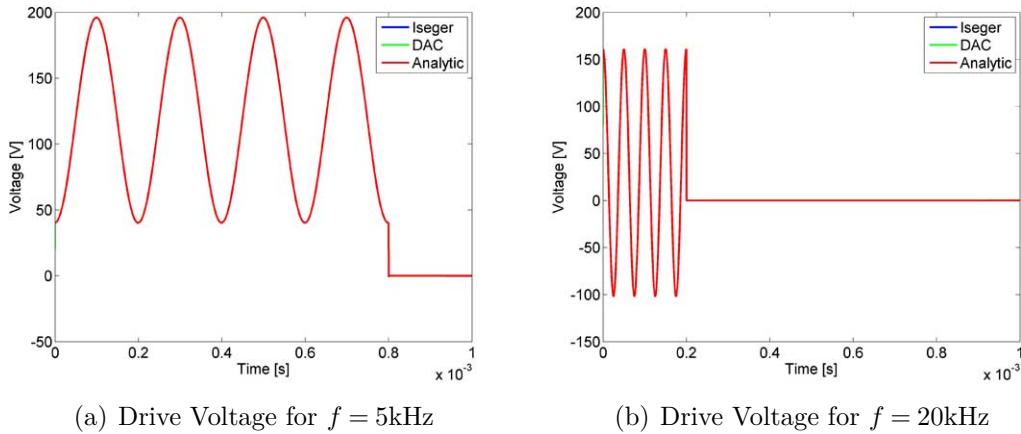 200
150
100
50
0
-50
Voltage [V]
Iseger
DAC
Analytic
0
0.2
0.4
0.6
0.8
1
Time [s]
x 10⁻³
(a) Drive Voltage for f = 5kHz
200
150
100
50
0
-50
-100
-150
Voltage [V]
Iseger
DAC
Analytic
0
0.2
0.4
0.6
0.8
1
Time [s]
x 10⁻³
(b) Drive Voltage for f = 20kHz